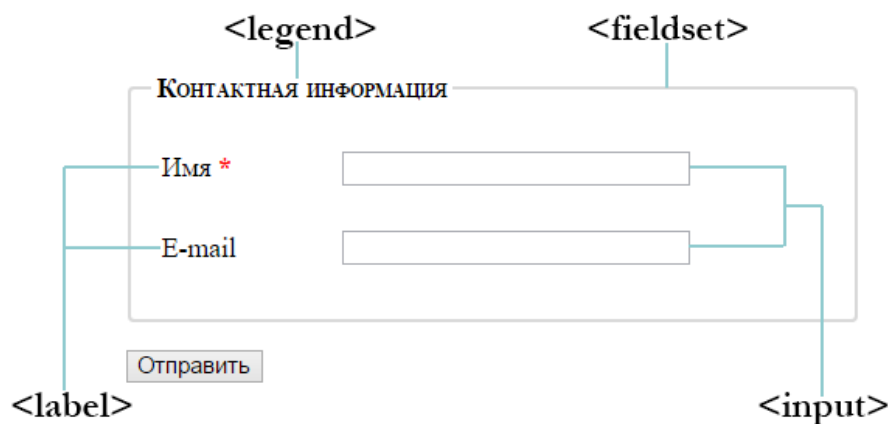 <legend> <fieldset>
Контактная информация
Имя *
E-mail
Отправить
<label> <input>